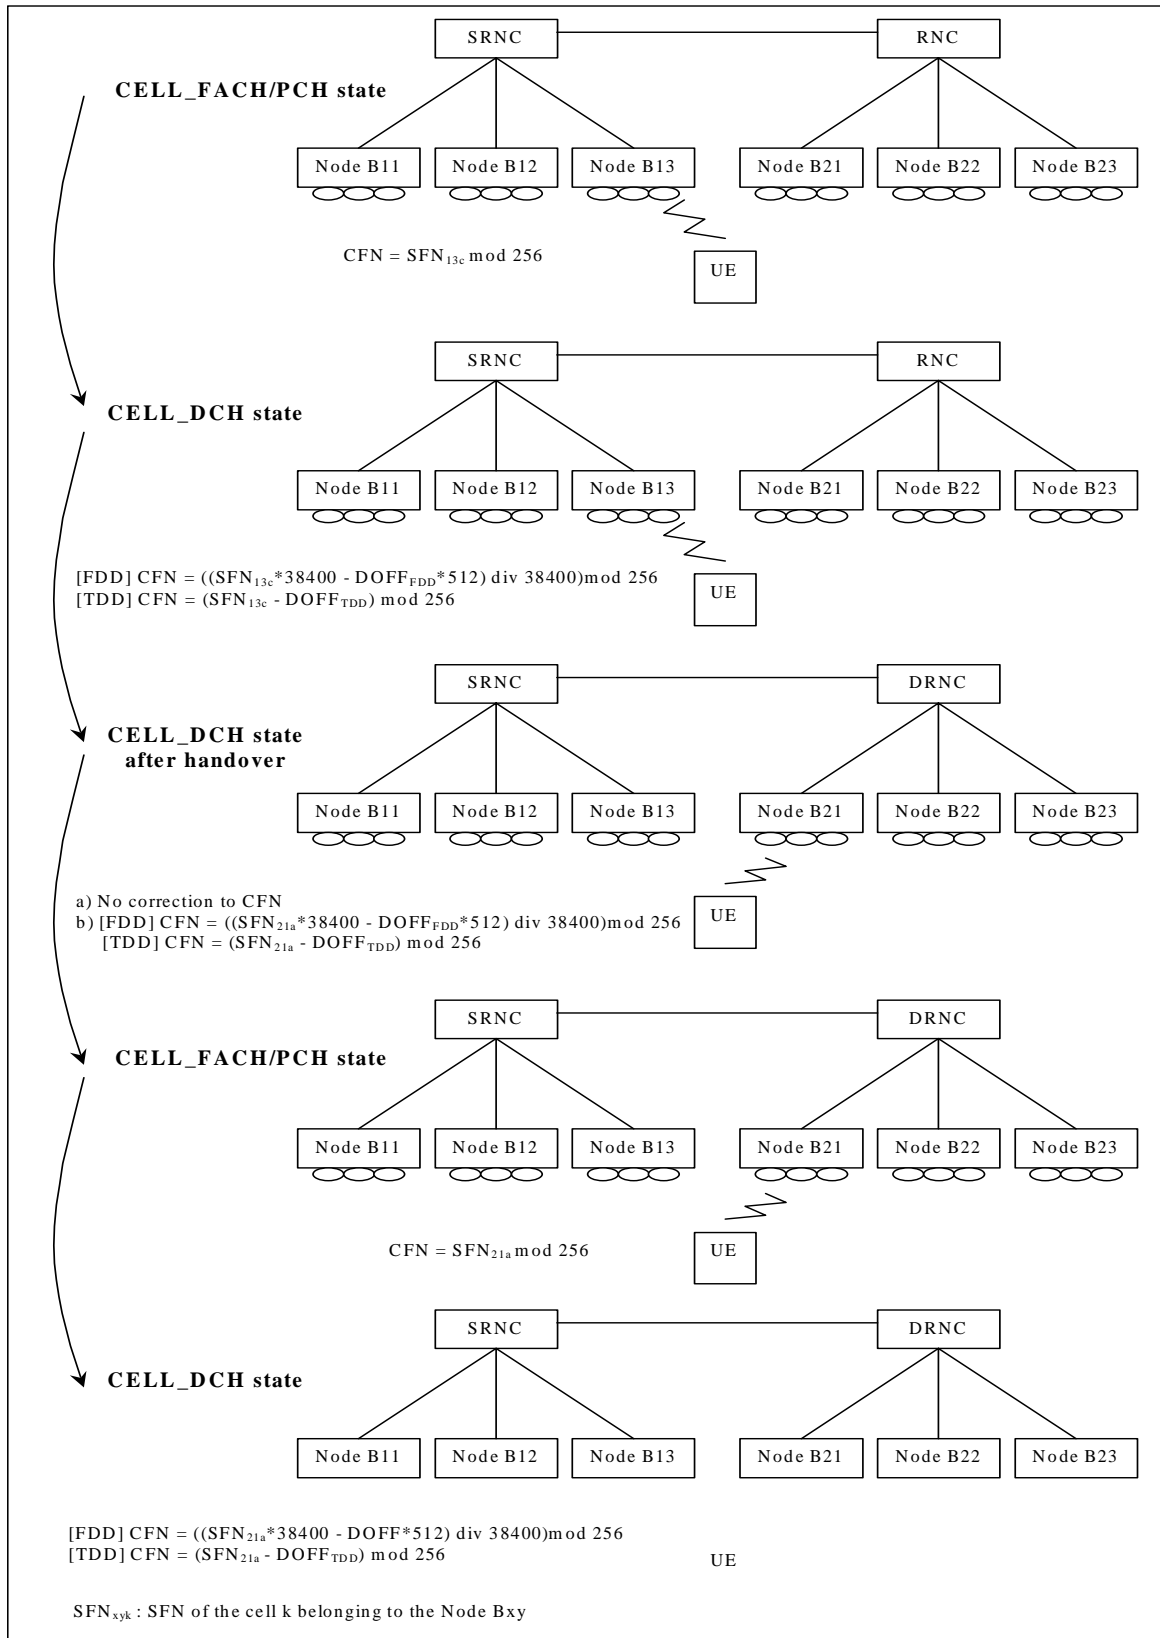 SRNC RNC
CELL_FACH/PCH state
Node B11 Node B12 Node B13 Node B21 Node B22 Node B23
CFN = SFN13c mod 256
UE
SRNC RNC
CELL_DCH state
Node B11 Node B12 Node B13 Node B21 Node B22 Node B23
[FDD] CFN = ((SFN13c*38400 - DOFFFDD*512) div 38400)mod 256
[TDD] CFN = (SFN13c - DOFFTDD) mod 256
UE
SRNC DRNC
CELL_DCH state
after handover
Node B11 Node B12 Node B13 Node B21 Node B22 Node B23
a) No correction to CFN
b) [FDD] CFN = ((SFN21a*38400 - DOFFFDD*512) div 38400)mod 256
[TDD] CFN = (SFN21a - DOFFTDD) mod 256
UE
SRNC DRNC
CELL_FACH/PCH state
Node B11 Node B12 Node B13 Node B21 Node B22 Node B23
CFN = SFN21a mod 256
UE
SRNC DRNC
CELL_DCH state
Node B11 Node B12 Node B13 Node B21 Node B22 Node B23
[FDD] CFN = ((SFN21a*38400 - DOFF*512) div 38400)mod 256
[TDD] CFN = (SFN21a - DOFFTDD) mod 256
UE
SFNxyk : SFN of the cell k belonging to the Node Bxy